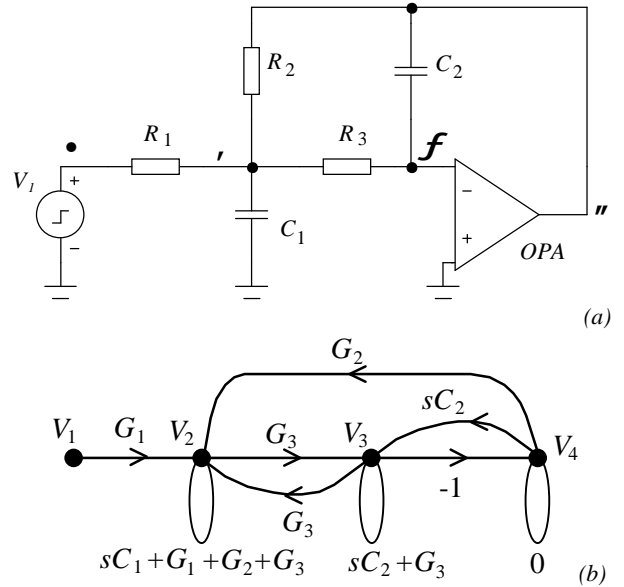 R2
C2
R1
R3
ƒ
V1
+
−
C1
−
+
OPA
(a)
G2
sC2
V1
G1
V2
G3
V3
V4
G3
-1
sC1+G1+G2+G3
sC2+G3
0
(b)